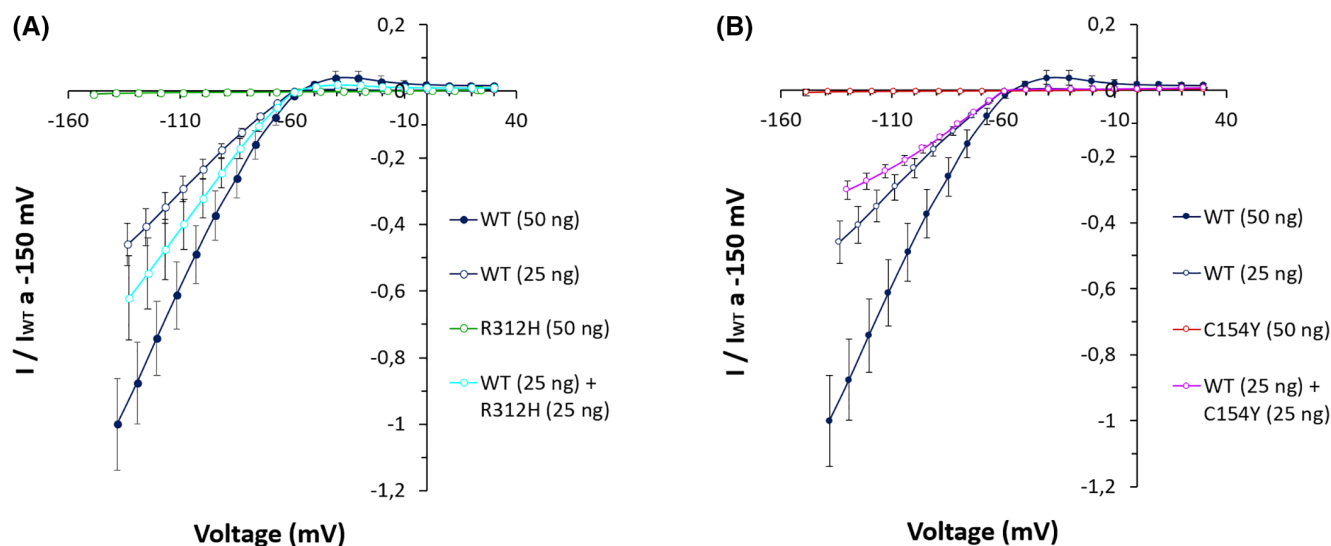 (A)
0,2
0
-160
-110
-60
-10
40
-0,2
-0,4
-0,6
-0,8
-1
-1,2
I / IWT a -150 mV
Voltage (mV)
WT (50 ng)
WT (25 ng)
R312H (50 ng)
WT (25 ng) +
R312H (25 ng)
(B)
0,2
0
-160
-110
-60
-10
40
-0,2
-0,4
-0,6
-0,8
-1
-1,2
I / IWT a -150 mV
Voltage (mV)
WT (50 ng)
WT (25 ng)
C154Y (50 ng)
WT (25 ng) +
C154Y (25 ng)